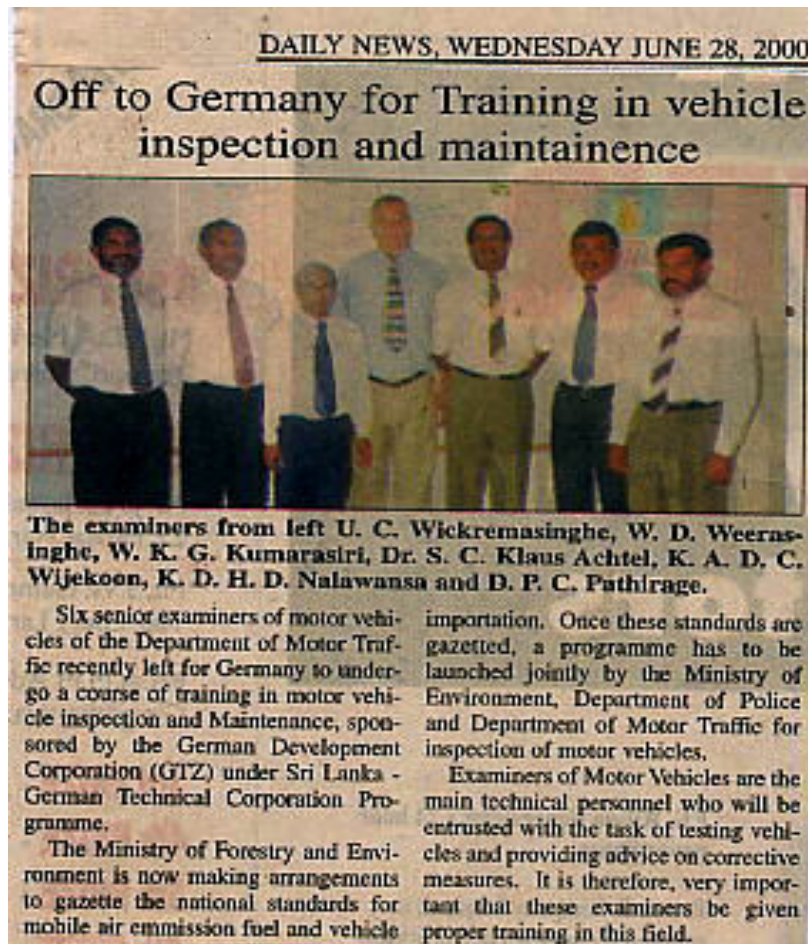 DAILY NEWS, WEDNESDAY JUNE 28, 2000
Off to Germany for Training in vehicle
inspection and maintainence
The examiners from left U. C. Wickremasinghe, W. D. Weeras-
inghe, W. K. G. Kumarasiri, Dr. S. C. Klaus Achtel, K. A. D. C.
Wijekoon, K. D. H. D. Nalawansa and D. P. C. Pathirage.
Six senior examiners of motor vehi-
cles of the Department of Motor Traf-
fic recently left for Germany to under-
go a course of training in motor vehi-
cle inspection and Maintenance, spon-
sored by the German Development
Corporation (GTZ) under Sri Lanka -
German Technical Corporation Pro-
gramme.
The Ministry of Forestry and Envi-
ronment is now making arrangements
to gazette the national standards for
mobile air emmission fuel and vehicle
importation. Once these standards are
gazetted, a programme has to be
launched jointly by the Ministry of
Environment, Department of Police
and Department of Motor Traffic for
inspection of motor vehicles.
Examiners of Motor Vehicles are the
main technical personnel who will be
entrusted with the task of testing vehi-
cles and providing advice on corrective
measures. It is therefore, very impor-
tant that these examiners be given
proper training in this field.